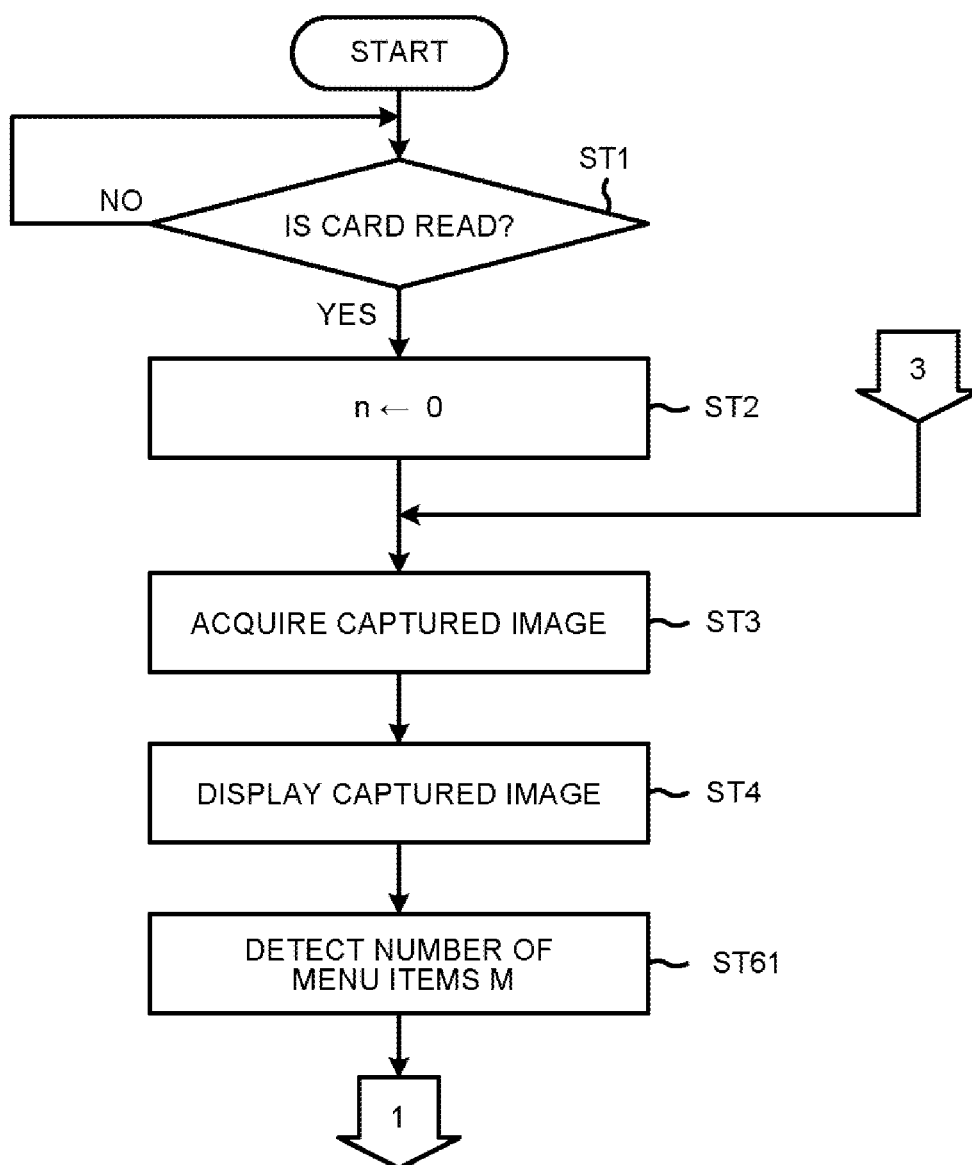 START
ST1
NO
IS CARD READ?
YES
3
n ← 0
ST2
ACQUIRE CAPTURED IMAGE
ST3
DISPLAY CAPTURED IMAGE
ST4
DETECT NUMBER OF
MENU ITEMS M
ST61
1